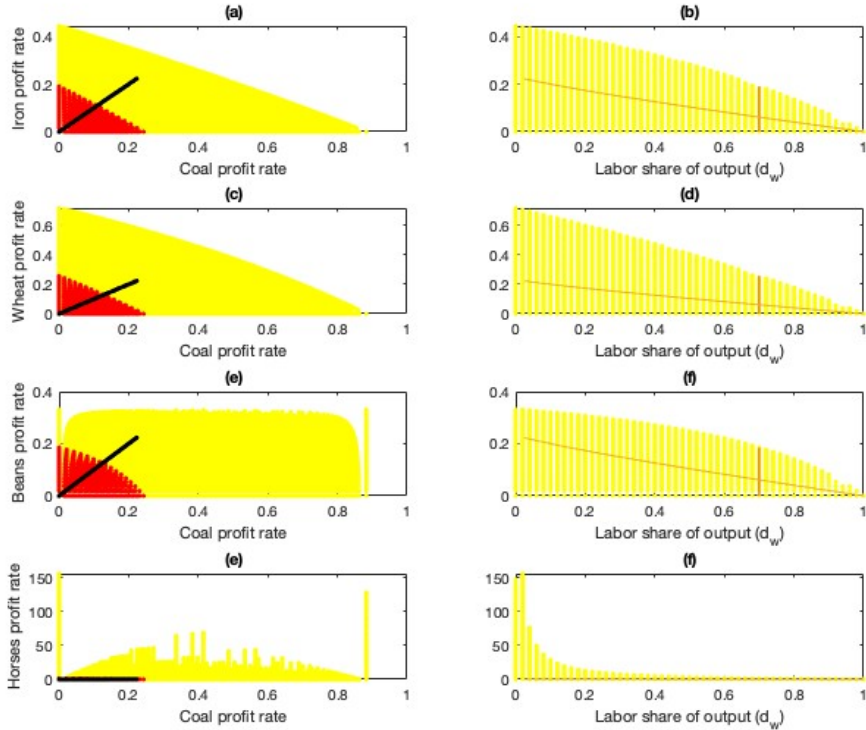 (a)
Iron profit rate
0.4
0.2
0
0 0.2 0.4 0.6 0.8 1
Coal profit rate
(b)
0.4
0.2
0
0 0.2 0.4 0.6 0.8 1
Labor share of output (d_w)
(c)
Wheat profit rate
0.6
0.4
0.2
0
0 0.2 0.4 0.6 0.8 1
Coal profit rate
(d)
0.6
0.4
0.2
0
0 0.2 0.4 0.6 0.8 1
Labor share of output (d_w)
(e)
Beans profit rate
0.4
0.2
0
0 0.2 0.4 0.6 0.8 1
Coal profit rate
(f)
0.4
0.2
0
0 0.2 0.4 0.6 0.8 1
Labor share of output (d_w)
(e)
Horses profit rate
150
100
50
0
0 0.2 0.4 0.6 0.8 1
Coal profit rate
(f)
150
100
50
0
0 0.2 0.4 0.6 0.8 1
Labor share of output (d_w)